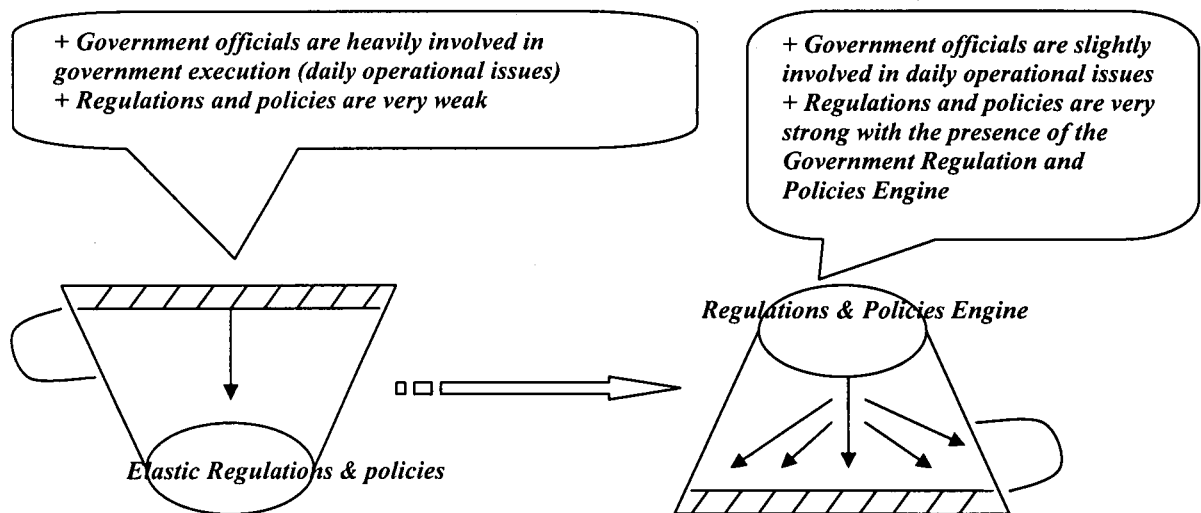 + Government officials are heavily involved in
government execution (daily operational issues)
+ Regulations and policies are very weak
+ Government officials are slightly
involved in daily operational issues
+ Regulations and policies are very
strong with the presence of the
Government Regulation and
Policies Engine
Regulations & Policies Engine
Elastic Regulations & policies